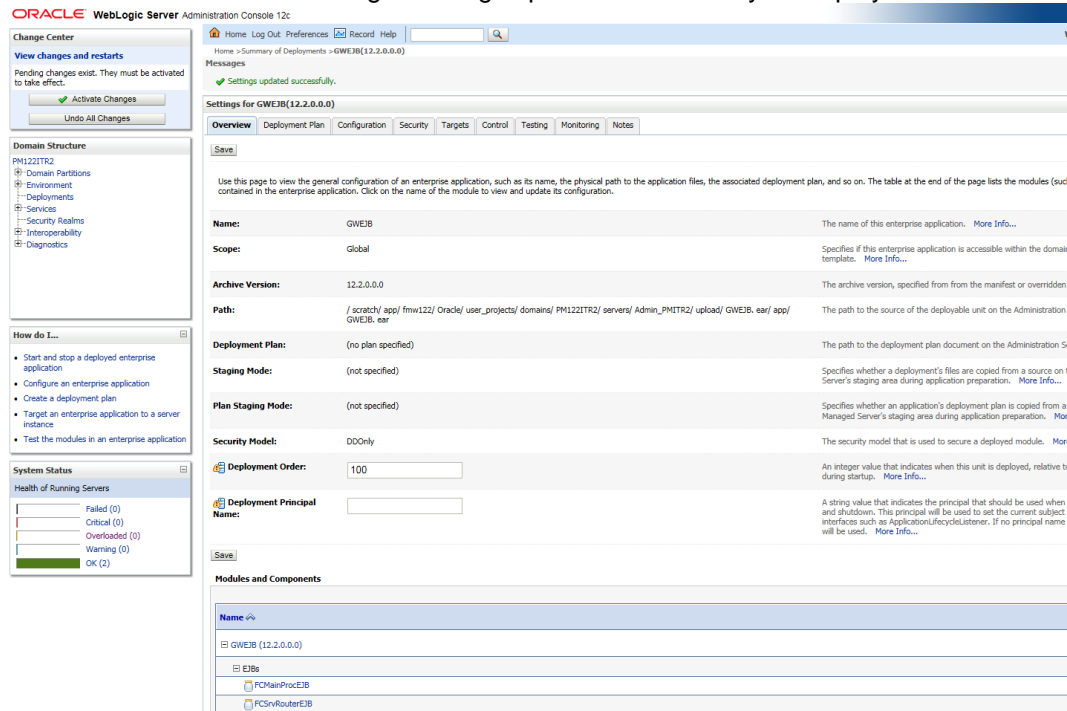 ORACLE WebLogic Server Administration Console 12c
Change Center
View changes and restarts
Pending changes exist. They must be activated
to take effect.
Activate Changes
Undo All Changes
Domain Structure
PM122ITR2
Domain Partitions
Environment
Deployments
Services
Security Realms
Interoperability
Diagnostics
How do I...
Start and stop a deployed enterprise
application
Configure an enterprise application
Create a deployment plan
Target an enterprise application to a server
instance
Test the modules in an enterprise application
System Status
Health of Running Servers
Failed (0)
Critical (0)
Overloaded (0)
Warning (0)
OK (2)
Home Log Out Preferences Record Help
Home >Summary of Deployments >GWEJB(12.2.0.0.0)
Messages
Settings updated successfully.
Settings for GWEJB(12.2.0.0.0)
Overview Deployment Plan Configuration Security Targets Control Testing Monitoring Notes
Save
Use this page to view the general configuration of an enterprise application, such as its name, the physical path to the application files, the associated deployment plan, and so on. The table at the end of the page lists the modules (suc
contained in the enterprise application. Click on the name of the module to view and update its configuration.
Name: GWEJB The name of this enterprise application. More Info...
Scope: Global Specifies if this enterprise application is accessible within the domain
template. More Info...
Archive Version: 12.2.0.0.0 The archive version, specified from from the manifest or overridden
Path: / scratch/ app/ fmw122/ Oracle/ user_projects/ domains/ PM122ITR2/ servers/ Admin_PMITR2/ upload/ GWEJB. ear/ app/ The path to the source of the deployable unit on the Administration
GWEJB. ear
Deployment Plan: (no plan specified) The path to the deployment plan document on the Administration Se
Staging Mode: (not specified) Specifies whether a deployment's files are copied from a source on
Server's staging area during application preparation. More Info...
Plan Staging Mode: (not specified) Specifies whether an application's deployment plan is copied from a
Managed Server's staging area during application preparation. Mor
Security Model: DDOnly The security model that is used to secure a deployed module. Mor
Deployment Order: 100 An integer value that indicates when this unit is deployed, relative to
during startup. More Info...
Deployment Principal A string value that indicates the principal that should be used when
Name: and shutdown. This principal will be used to set the current subject
interfaces such as ApplicationLifecycleListener. If no principal name
will be used. More Info...
Save
Modules and Components
Name
GWEJB (12.2.0.0.0)
EJBs
FCMainProcEJB
FCSrvRouterEJB